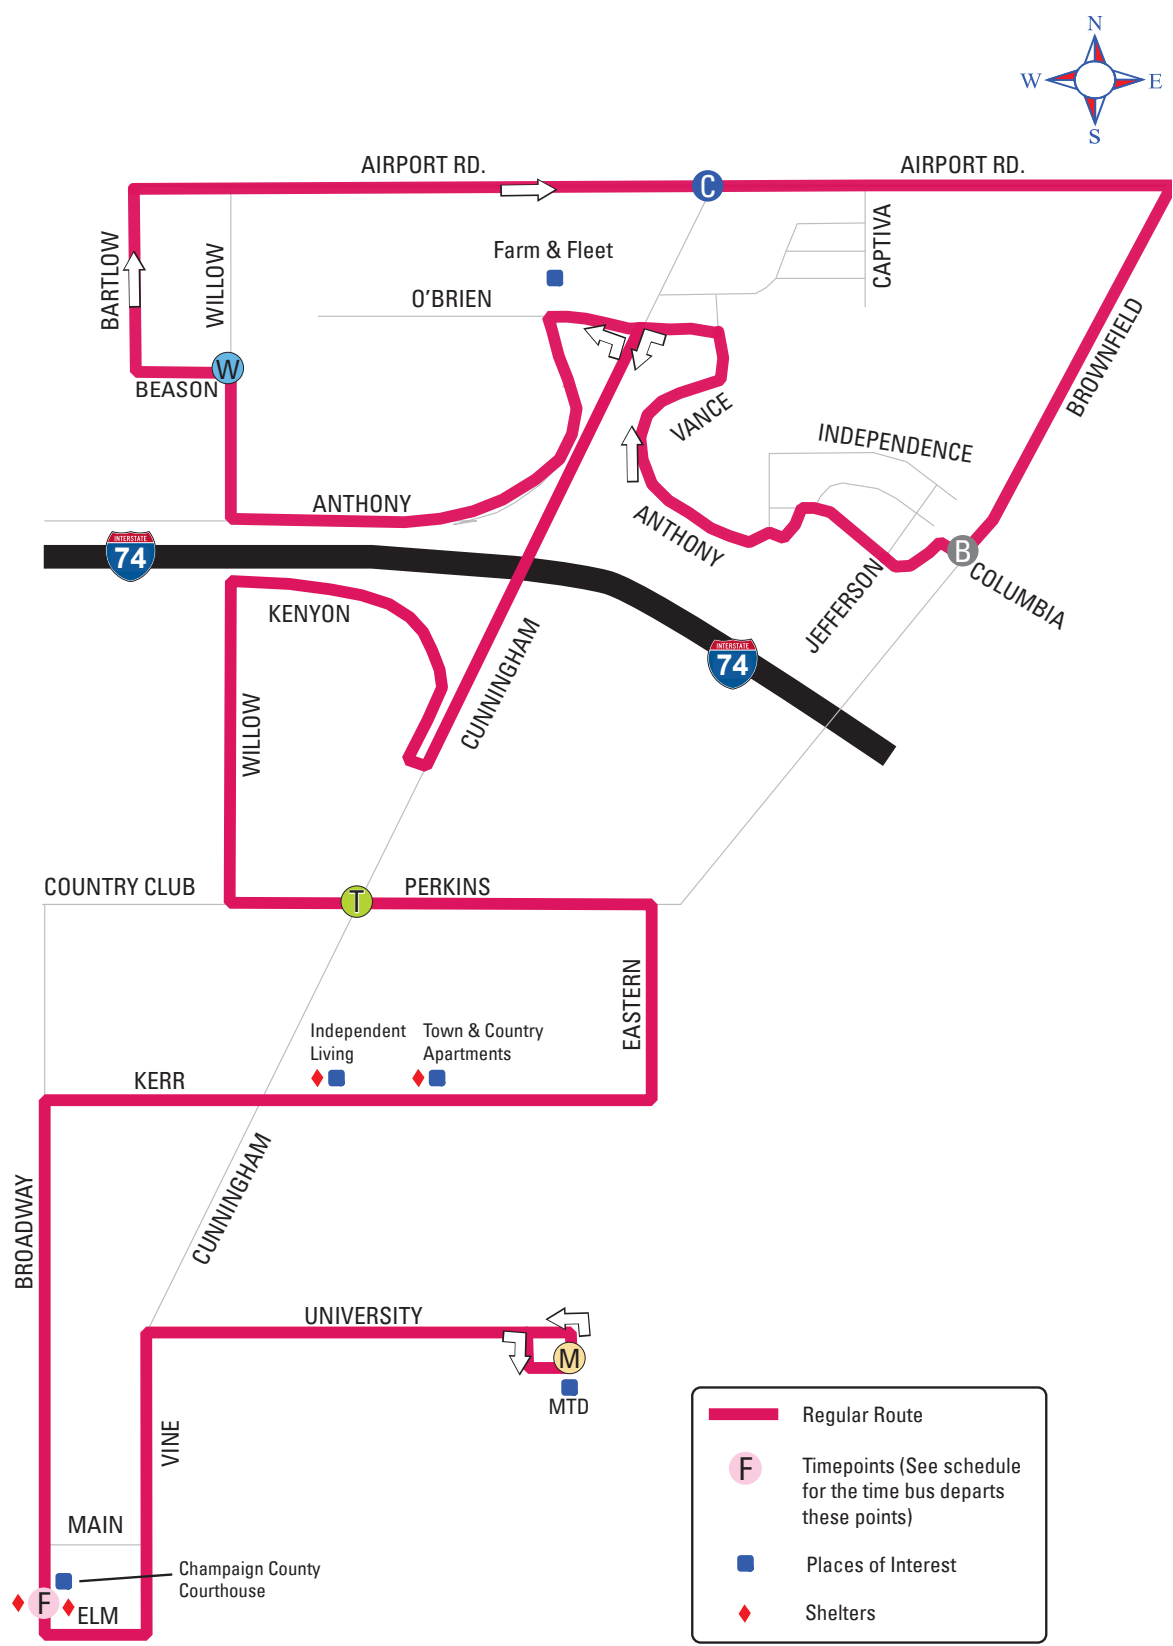 N
W
E
S
AIRPORT RD.
AIRPORT RD.
C
BARTLOW
WILLOW
Farm & Fleet
CAPTIVA
O'BRIEN
BROWNFIELD
W
BEASON
VANCE
INDEPENDENCE
ANTHONY
ANTHONY
INTERSTATE
74
B
COLUMBIA
JEFFERSON
KENYON
CUNNINGHAM
INTERSTATE
74
WILLOW
COUNTRY CLUB
T
PERKINS
EASTERN
Independent
Living
Town & Country
Apartments
KERR
CUNNINGHAM
BROADWAY
UNIVERSITY
M
MTD
VINE
MAIN
Champaign County
Courthouse
F
ELM
Regular Route
F
Timepoints (See schedule
for the time bus departs
these points)
Places of Interest
Shelters